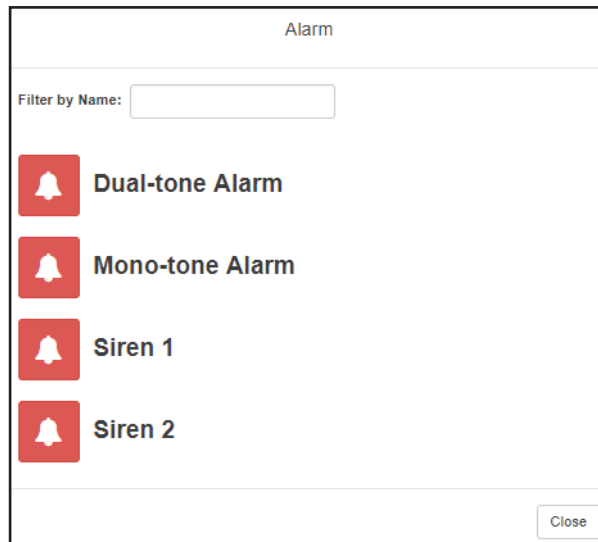 Alarm
Filter by Name:
Dual-tone Alarm
Mono-tone Alarm
Siren 1
Siren 2
Close